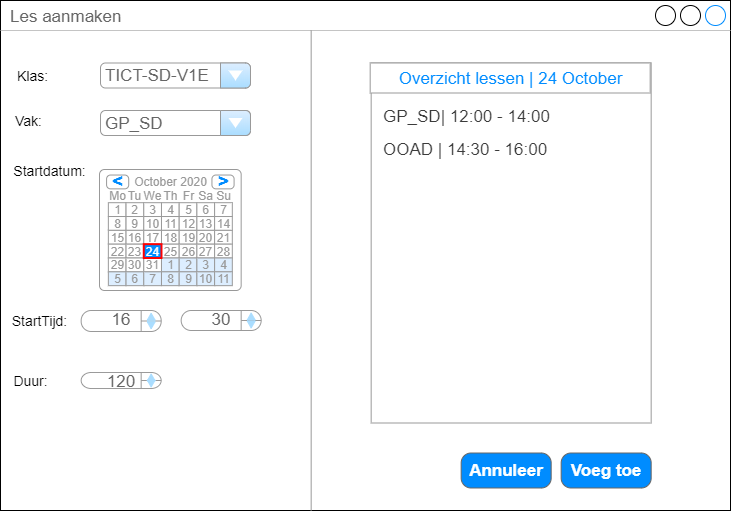 Les aanmaken
Klas: TICT-SD-V1E
Vak: GP_SD
Startdatum:
< October 2020 >
Mo Tu We Th Fr Sa Su
1 2 3 4 5 6 7
8 9 10 11 12 13 14
15 16 17 18 19 20 21
22 23 24 25 26 27 28
29 30 31 1 2 3 4
5 6 7 8 9 10 11
StartTijd: 16 30
Duur: 120
Overzicht lessen | 24 October
GP_SD| 12:00 - 14:00
OOAD | 14:30 - 16:00
Annuleer Voeg toe